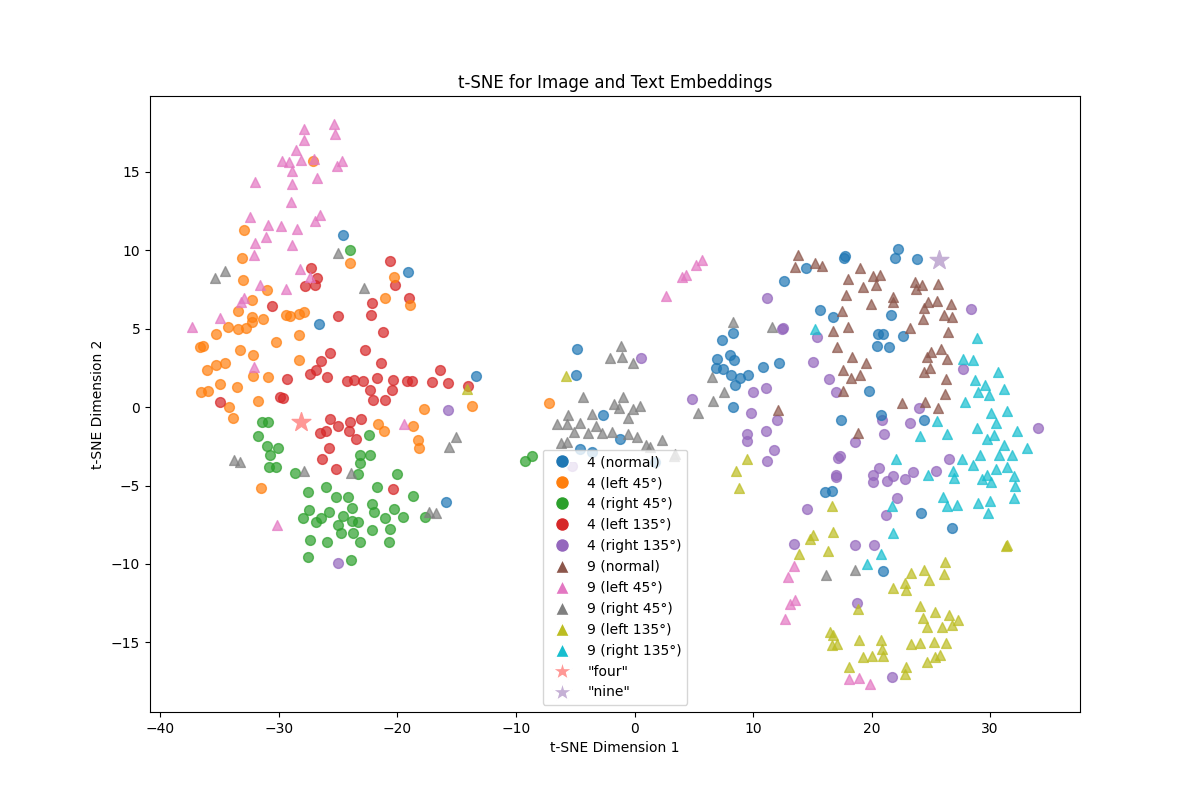 t-SNE for Image and Text Embeddings
t-SNE Dimension 2
15
10
5
0
−5
−10
−15
4 (normal)
4 (left 45°)
4 (right 45°)
4 (left 135°)
4 (right 135°)
9 (normal)
9 (left 45°)
9 (right 45°)
9 (left 135°)
9 (right 135°)
"four"
"nine"
−40 −30 −20 −10 0 10 20 30
t-SNE Dimension 1